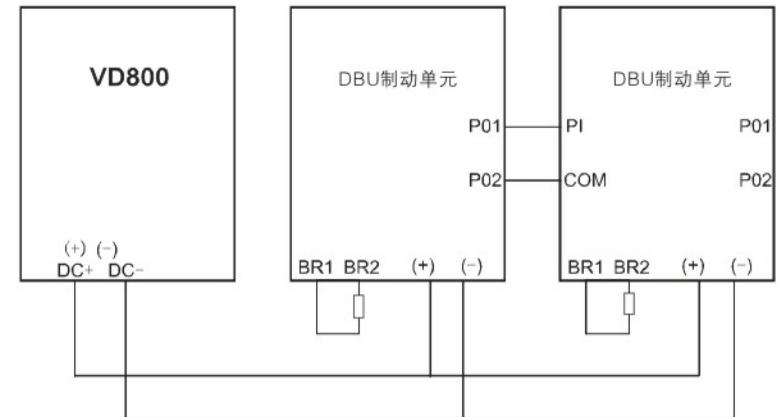 VD800
(+) (-)
DC+ DC-
DBU制动单元
P01
P02
BR1 BR2 (+) (-)
DBU制动单元
PI P01
COM P02
BR1 BR2 (+) (-)